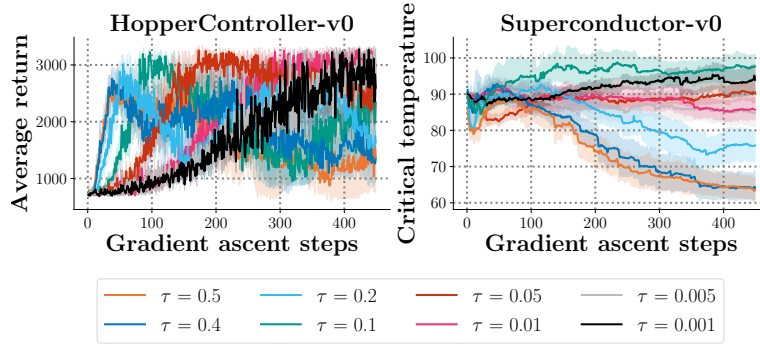 HopperController-v0
Superconductor-v0
Average return
3000
2000
1000
0
100
200
300
400
Gradient ascent steps
Critical temperature
100
90
80
70
60
0
100
200
300
400
Gradient ascent steps
τ = 0.5
τ = 0.2
τ = 0.05
τ = 0.005
τ = 0.4
τ = 0.1
τ = 0.01
τ = 0.001